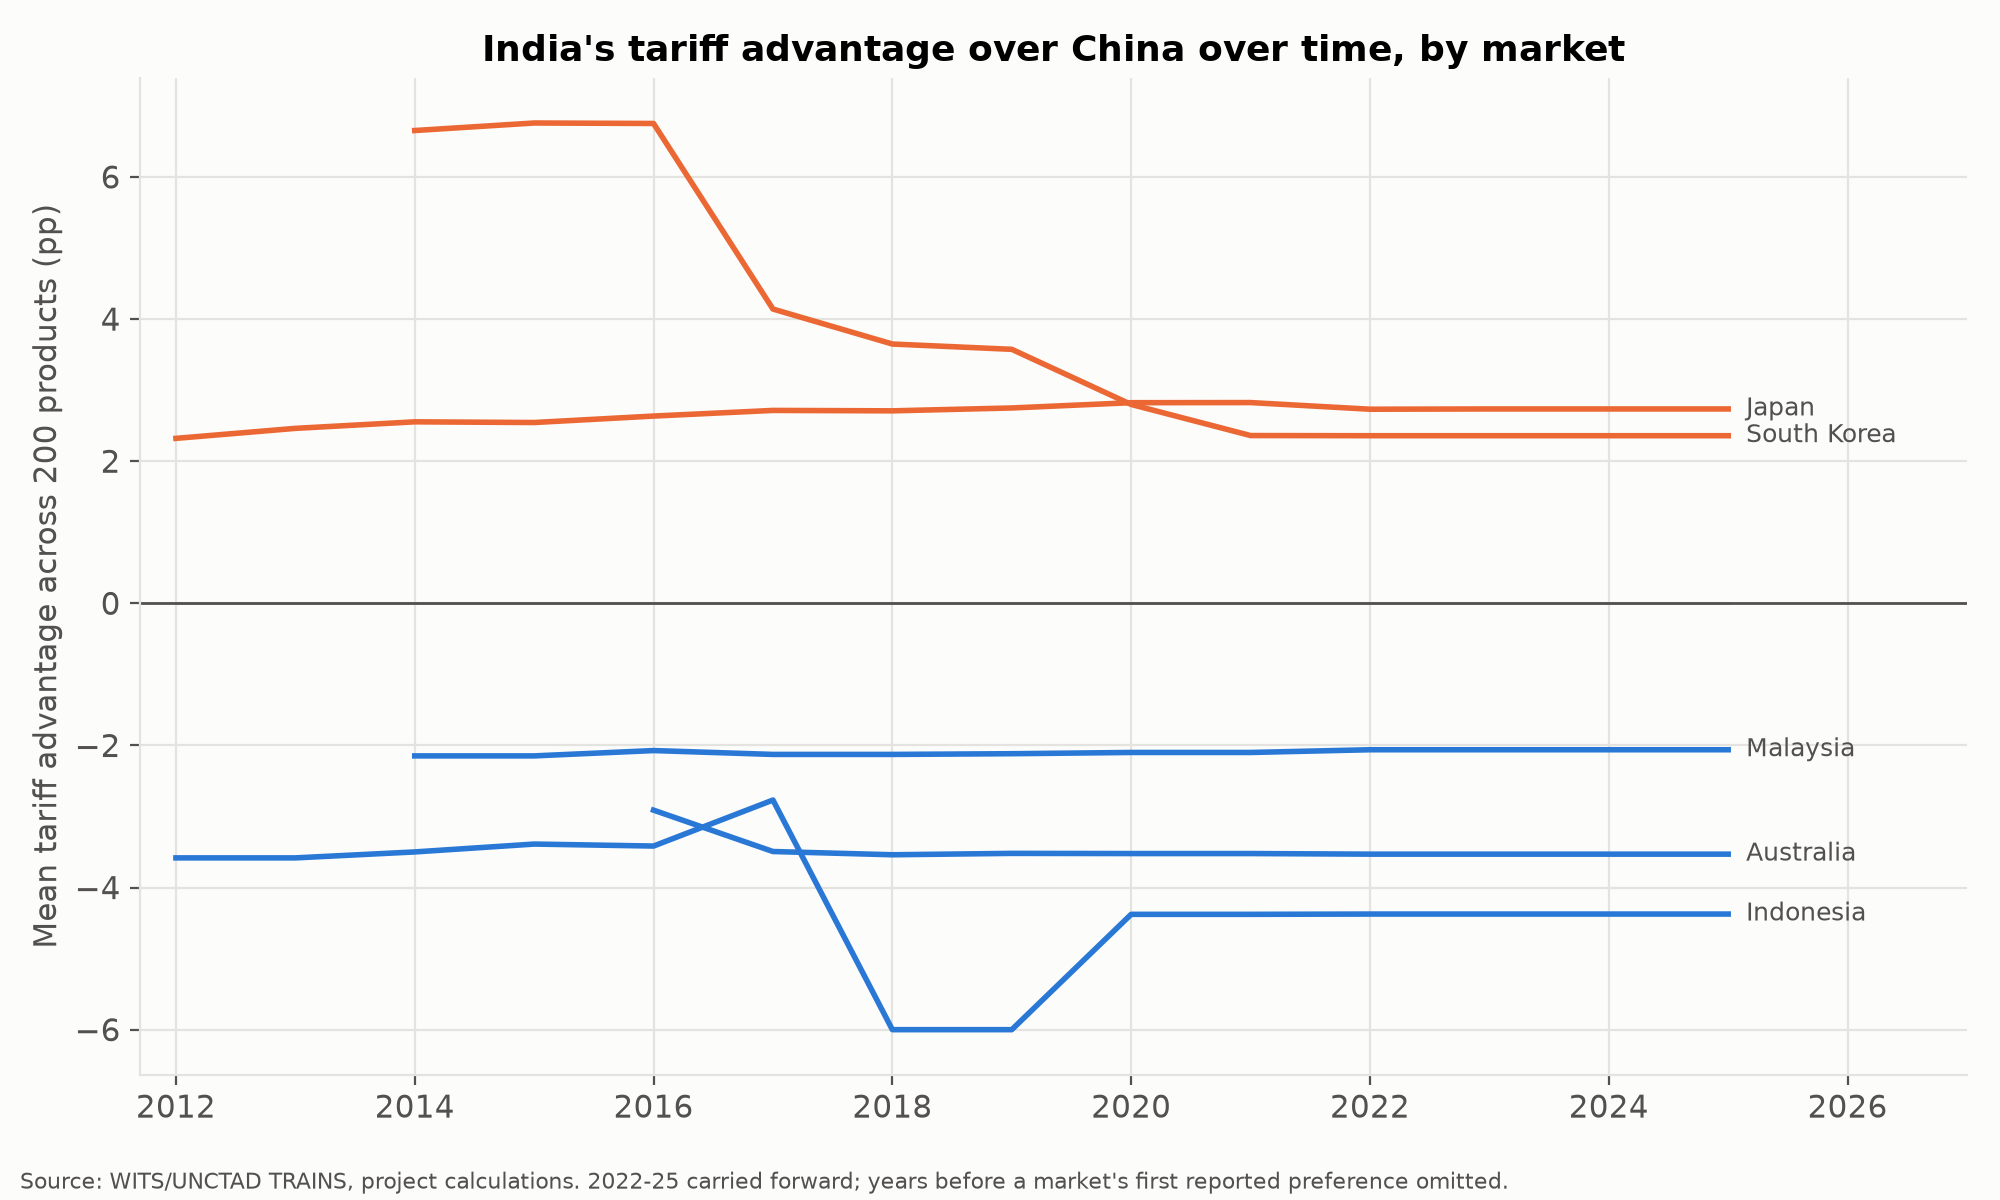 India's tariff advantage over China over time, by market
Mean tariff advantage across 200 products (pp)
6
4
2
0
−2
−4
−6
Japan
South Korea
Malaysia
Australia
Indonesia
2012 2014 2016 2018 2020 2022 2024 2026
Source: WITS/UNCTAD TRAINS, project calculations. 2022-25 carried forward; years before a market's first reported preference omitted.